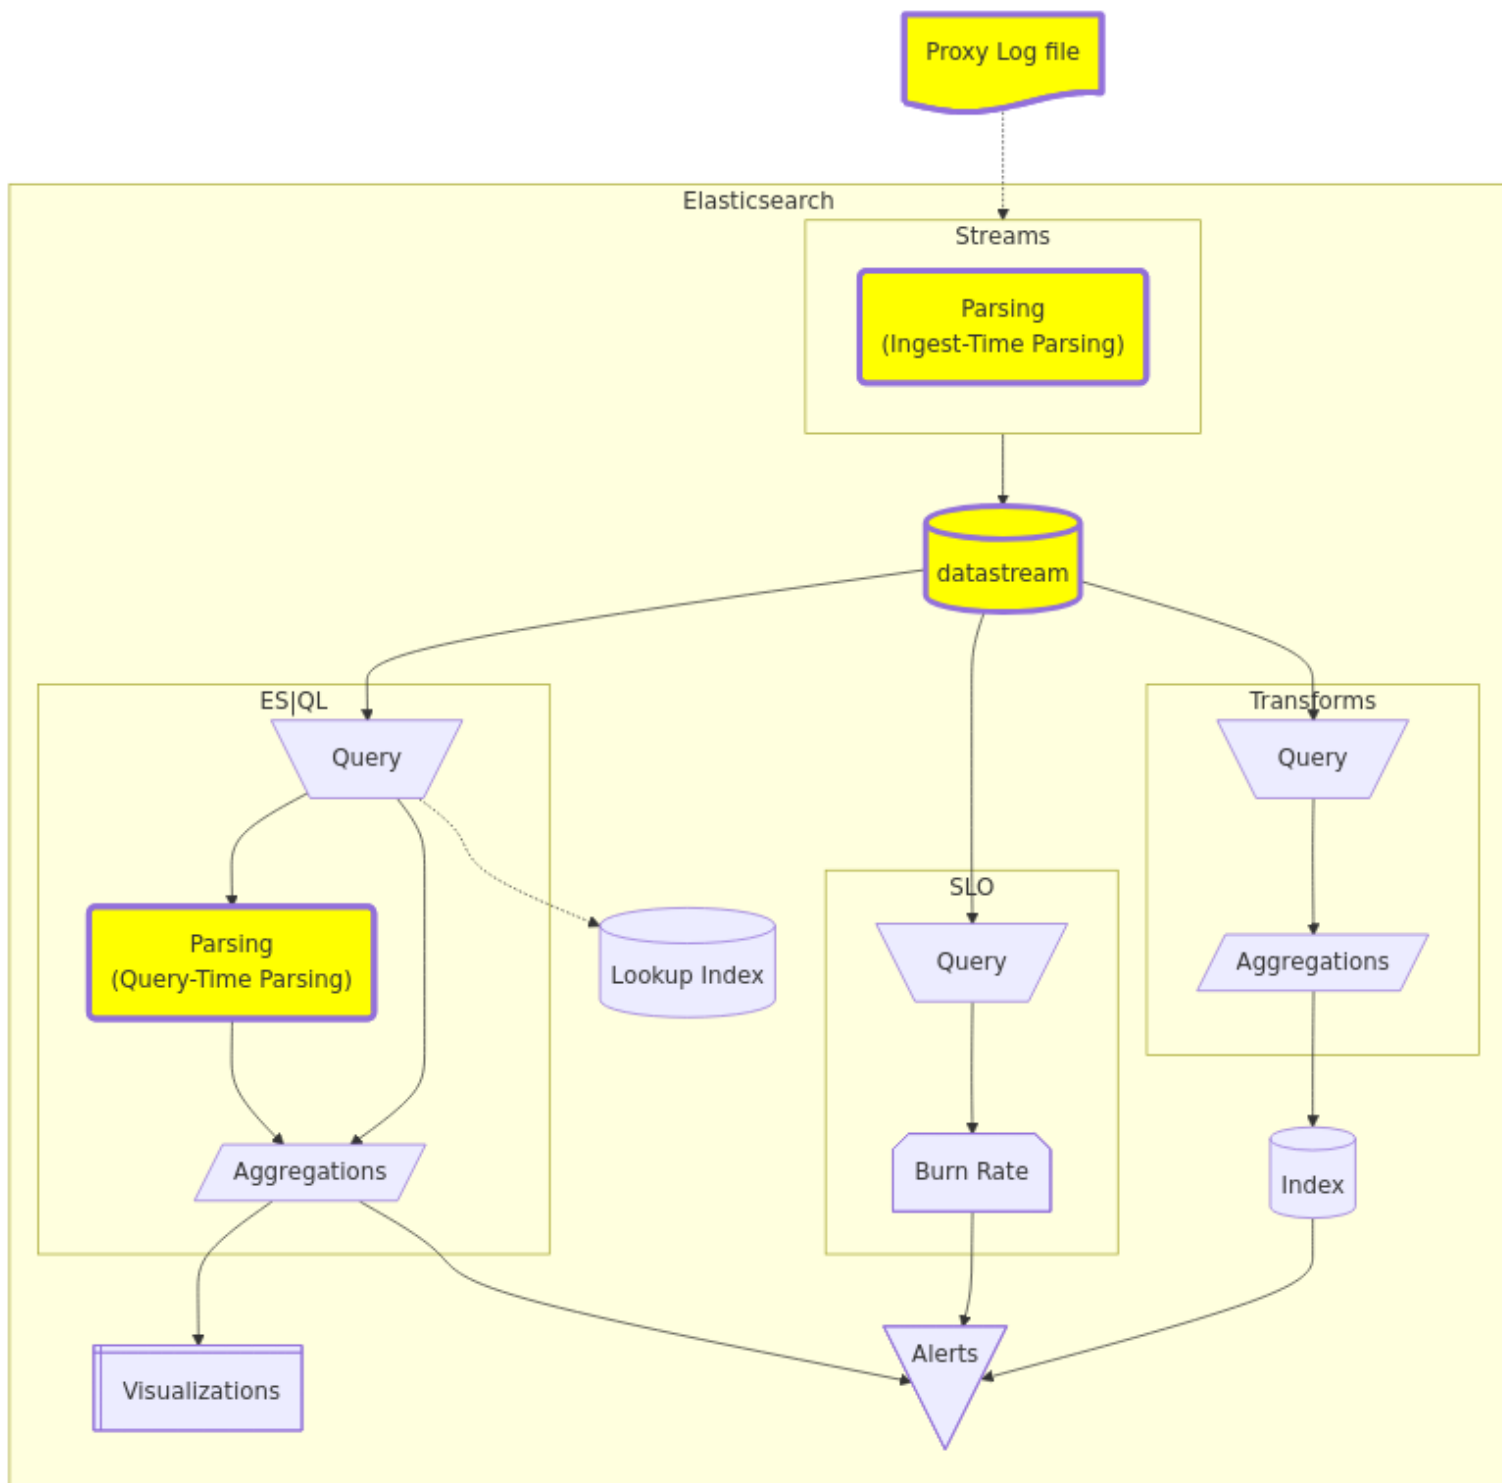 Proxy Log file
Elasticsearch
Streams
Parsing
(Ingest-Time Parsing)
datastream
ES|QL
Query
Parsing
(Query-Time Parsing)
Aggregations
Lookup Index
SLO
Query
Burn Rate
Transforms
Query
Aggregations
Index
Visualizations
Alerts